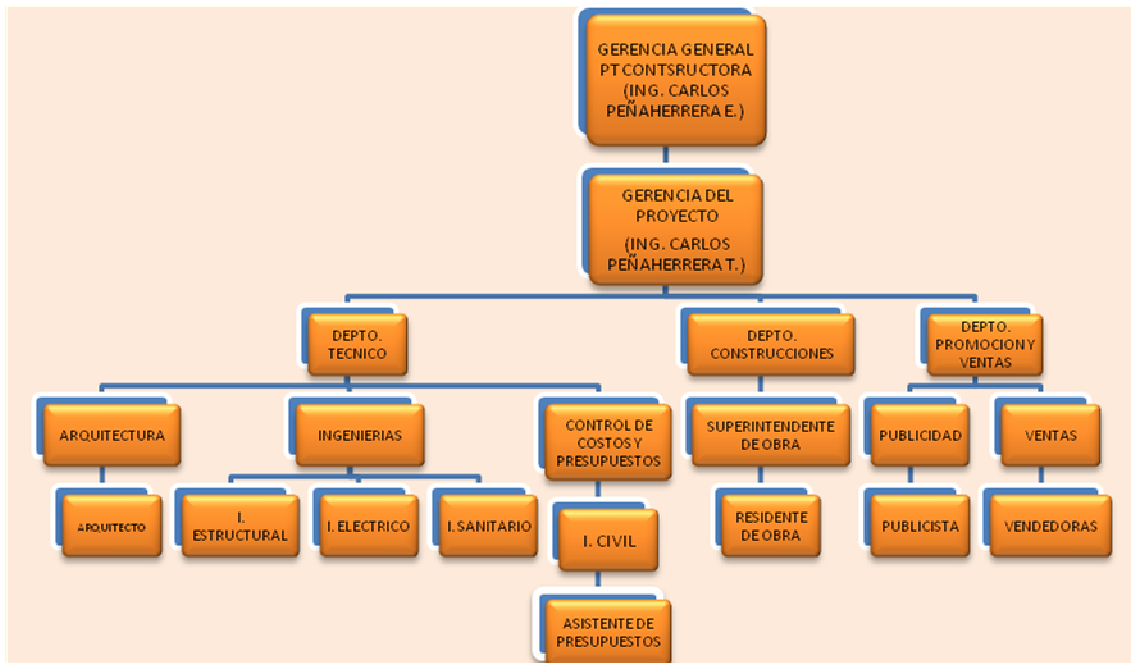 GERENCIA GENERAL
PT CONTSRUCTORA
(ING. CARLOS
PEÑAHERRERA E.)
GERENCIA DEL
PROYECTO
(ING. CARLOS
PEÑAHERRERA T.)
DEPTO.
TECNICO
DEPTO.
CONSTRUCCIONES
DEPTO.
PROMOCION Y
VENTAS
ARQUITECTURA
INGENIERIAS
CONTROL DE
COSTOS Y
PRESUPUESTOS
SUPERINTENDENTE
DE OBRA
PUBLICIDAD
VENTAS
ARQUITECTO
I.
ESTRUCTURAL
I. ELECTRICO
I. SANITARIO
I. CIVIL
RESIDENTE
DE OBRA
PUBLICISTA
VENDEDORAS
ASISTENTE DE
PRESUPUESTOS